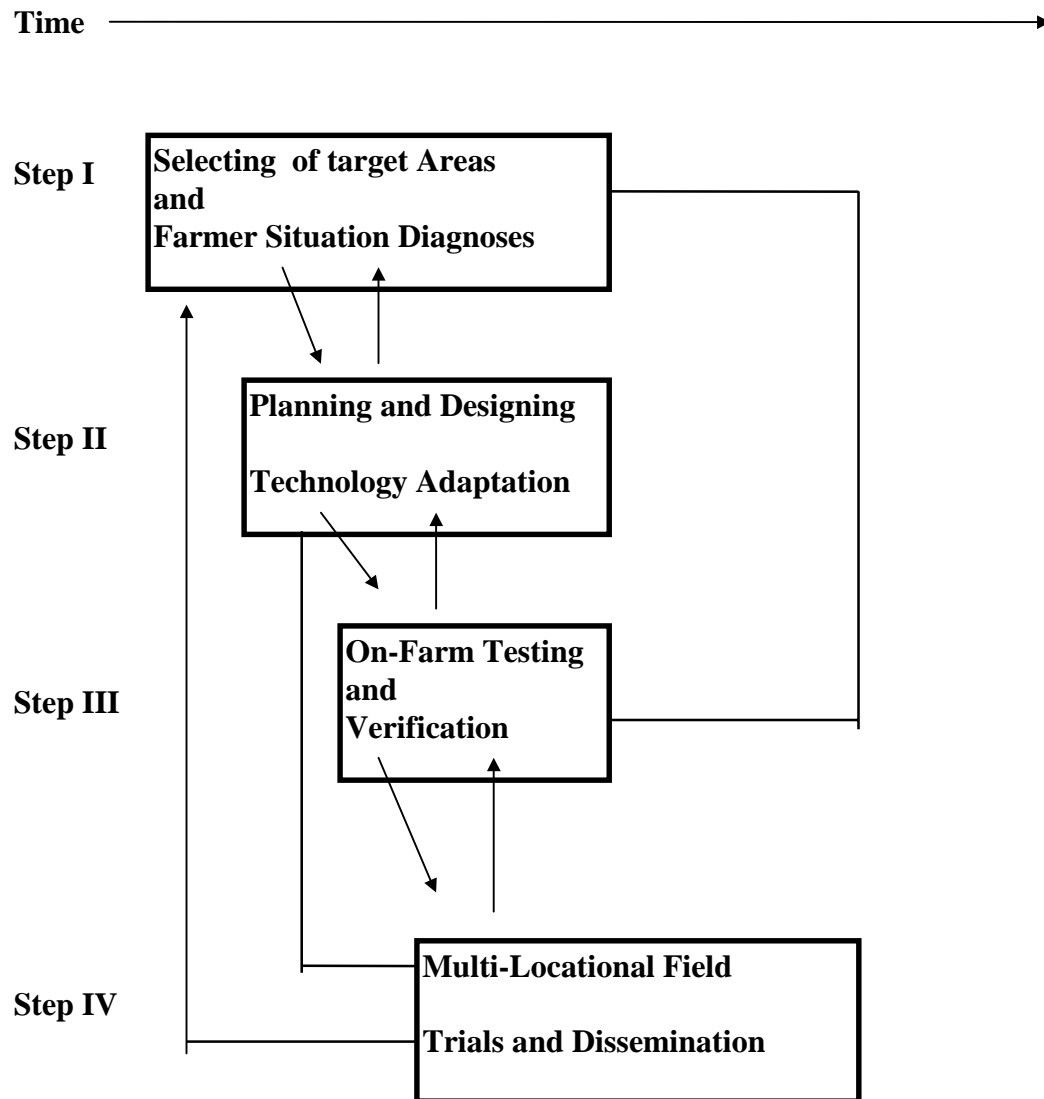 Time
Step I
Selecting of target Areas
and
Farmer Situation Diagnoses
Step II
Planning and Designing
Technology Adaptation
Step III
On-Farm Testing
and
Verification
Step IV
Multi-Locational Field
Trials and Dissemination